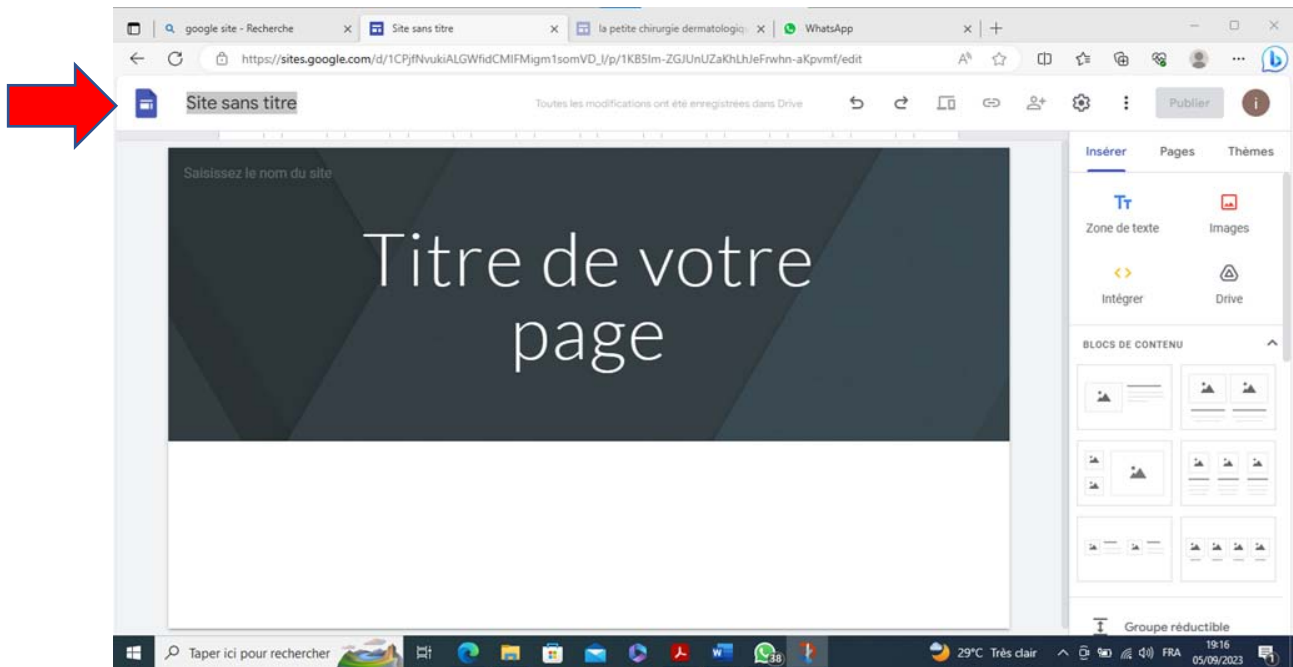 google site - Recherche
Site sans titre
la petite chirurgie dermatologiq
WhatsApp
https://sites.google.com/d/1CPjfNvukiALGWfidCMIFMigm1somVD_I/p/1KB5Im-ZGJUnUZaKhLhJeFrwhn-aKpvmf/edit
Site sans titre
Toutes les modifications ont été enregistrées dans Drive
Publier
i
Saisissez le nom du site
Titre de votre
page
Insérer Pages Thèmes
Zone de texte Images
Intégrer Drive
BLOCS DE CONTENU
Groupe réductible
Taper ici pour rechercher
38
29°C Très clair
FRA
19:16
05/09/2023
1